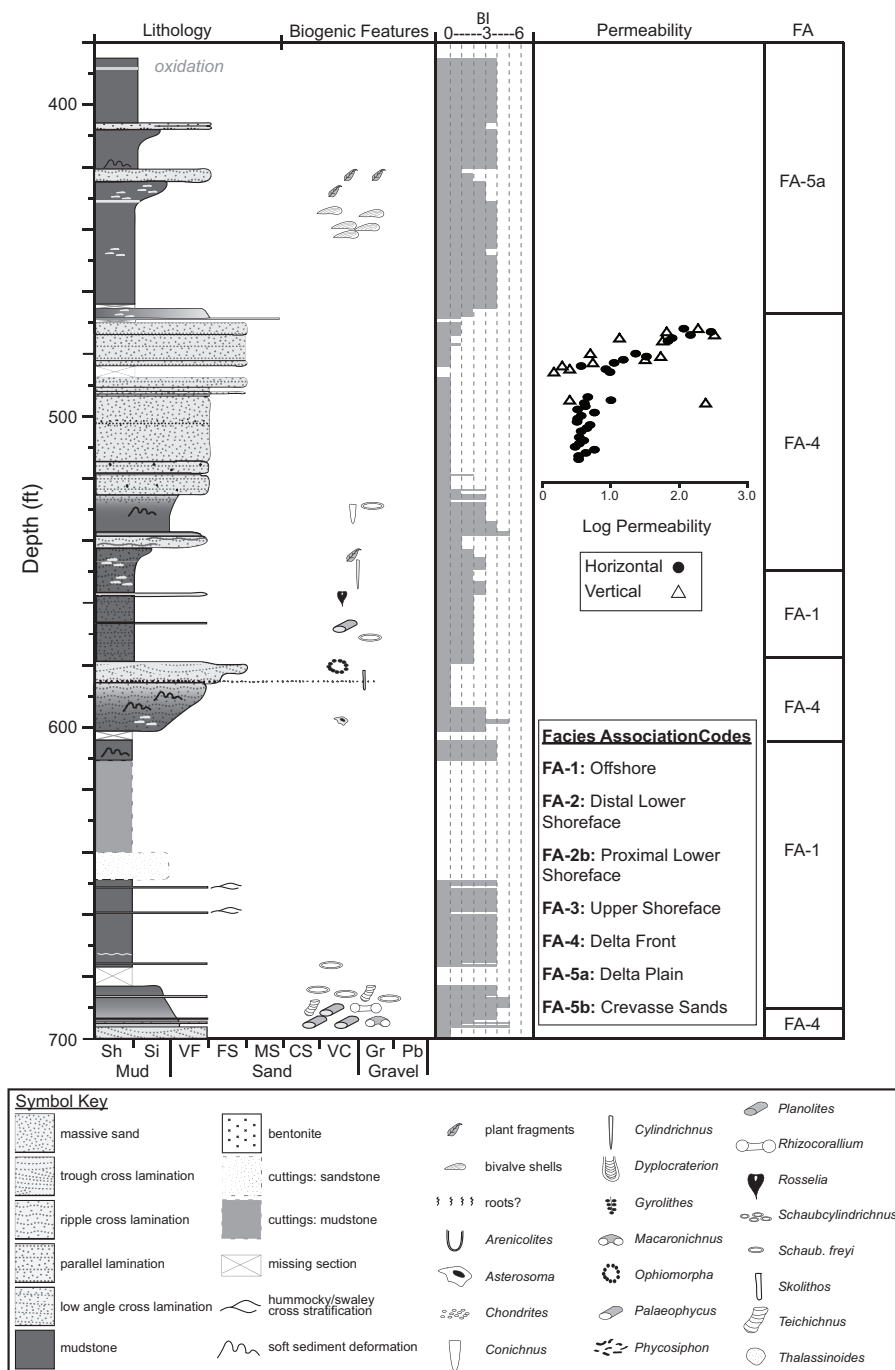 Lithology Biogenic Features BI Permeability FA
0-----3----6
oxidation
400
500
600
700
Depth (ft)
FA-5a
FA-4
FA-1
FA-4
FA-1
FA-4
0 1.0 2.0 3.0
Log Permeability
Horizontal
Vertical
Facies AssociationCodes
FA-1: Offshore
FA-2: Distal Lower
Shoreface
FA-2b: Proximal Lower
Shoreface
FA-3: Upper Shoreface
FA-4: Delta Front
FA-5a: Delta Plain
FA-5b: Crevasse Sands
Sh Si VF FS MS CS VC Gr Pb
Mud Sand Gravel
Symbol Key
massive sand
trough cross lamination
ripple cross lamination
parallel lamination
low angle cross lamination
mudstone
bentonite
cuttings: sandstone
cuttings: mudstone
missing section
hummocky/swaley
cross stratification
soft sediment deformation
plant fragments
bivalve shells
roots?
Arenicolites
Asterosoma
Chondrites
Conichnus
Cylindrichnus
Dyplocraterion
Gyrolithes
Macaronichnus
Ophiomorpha
Palaeophycus
Phycosiphon
Planolites
Rhizocorallium
Rosselia
Schaubcylindrichnus
Schaub. freyi
Skolithos
Teichichnus
Thalassinoides